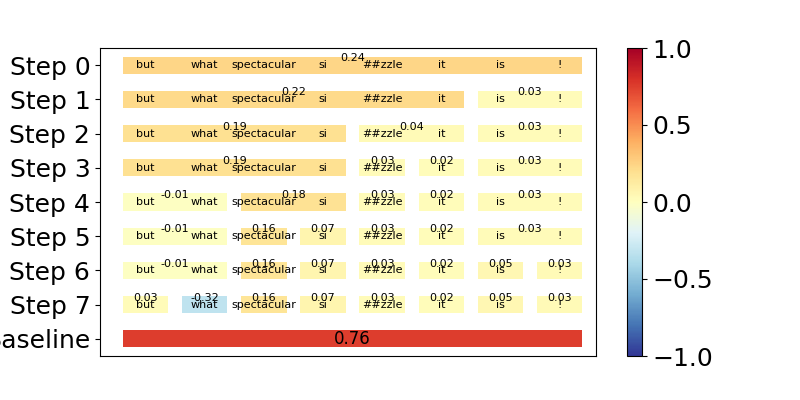 Step 0 but what spectacular si ##zzle it is ! 0.24
Step 1 but what spectacular si ##zzle it is ! 0.22 0.03
Step 2 but what spectacular si ##zzle it is ! 0.19 0.04 0.03
Step 3 but what spectacular si ##zzle it is ! 0.19 0.03 0.02 0.03
Step 4 but what spectacular si ##zzle it is ! -0.01 0.18 0.03 0.02 0.03
Step 5 but what spectacular si ##zzle it is ! -0.01 0.16 0.07 0.03 0.02 0.03
Step 6 but what spectacular si ##zzle it is ! -0.01 0.16 0.07 0.03 0.02 0.05 0.03
Step 7 but what spectacular si ##zzle it is ! 0.03 -0.32 0.16 0.07 0.03 0.02 0.05 0.03
aseline 0.76
1.0
0.5
0.0
−0.5
−1.0